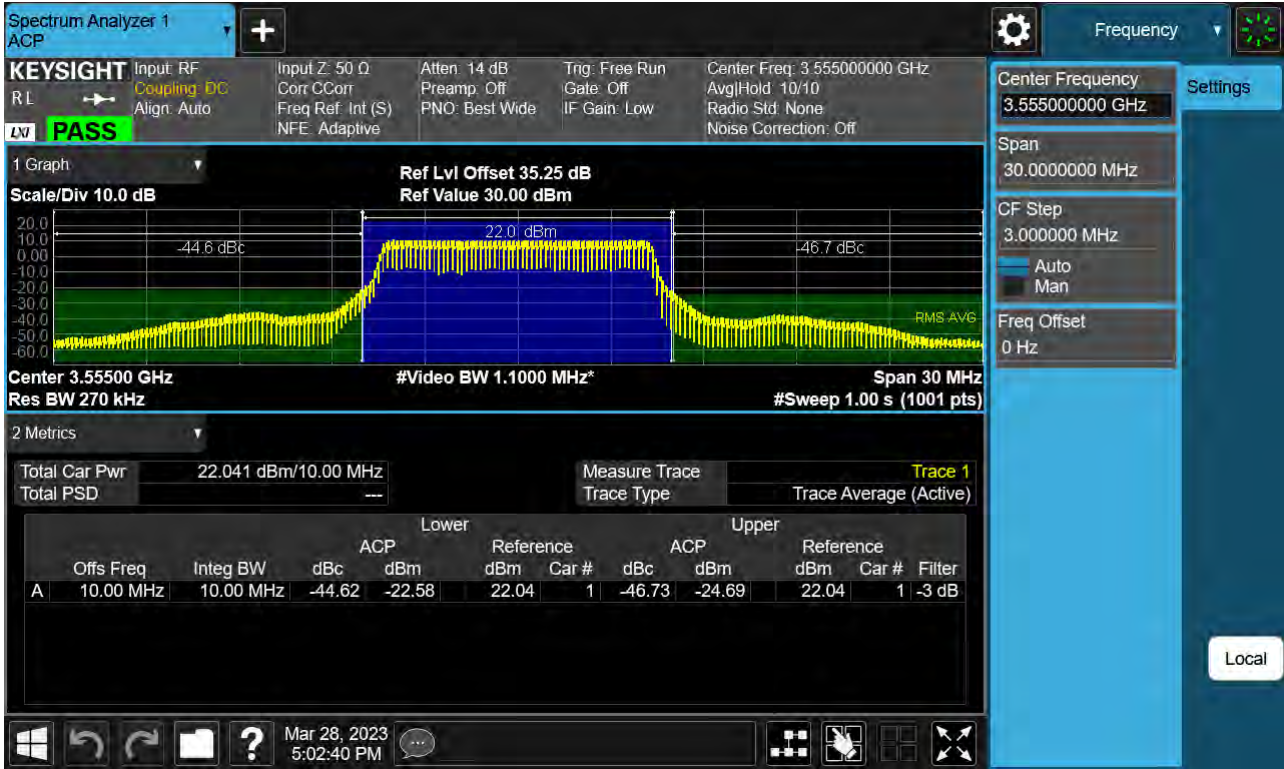 Spectrum Analyzer 1
ACP
Frequency
KEYSIGHT
R L
LXI PASS
Input: RF
Coupling: DC
Align: Auto
Input Z: 50 Ω
Corr CCorr
Freq Ref: Int (S)
NFE: Adaptive
Atten: 14 dB
Preamp: Off
PNO: Best Wide
Trig: Free Run
Gate: Off
IF Gain: Low
Center Freq: 3.555000000 GHz
Avg|Hold: 10/10
Radio Std: None
Noise Correction: Off
1 Graph
Scale/Div 10.0 dB
Ref Lvl Offset 35.25 dB
Ref Value 30.00 dBm
20.0
10.0
0.00
-10.0
-20.0
-30.0
-40.0
-50.0
-60.0
-44.6 dBc
22.0 dBm
-46.7 dBc
RMS AVG
Center 3.55500 GHz
#Video BW 1.1000 MHz*
Span 30 MHz
Res BW 270 kHz
#Sweep 1.00 s (1001 pts)
2 Metrics
Total Car Pwr 22.041 dBm/10.00 MHz
Total PSD ---
Measure Trace Trace 1
Trace Type Trace Average (Active)
Lower Upper
ACP Reference ACP Reference
Offs Freq Integ BW dBc dBm dBm Car # dBc dBm dBm Car # Filter
A 10.00 MHz 10.00 MHz -44.62 -22.58 22.04 1 -46.73 -24.69 22.04 1 -3 dB
Mar 28, 2023
5:02:40 PM
Center Frequency
3.555000000 GHz
Span
30.0000000 MHz
CF Step
3.000000 MHz
Auto
Man
Freq Offset
0 Hz
Settings
Local